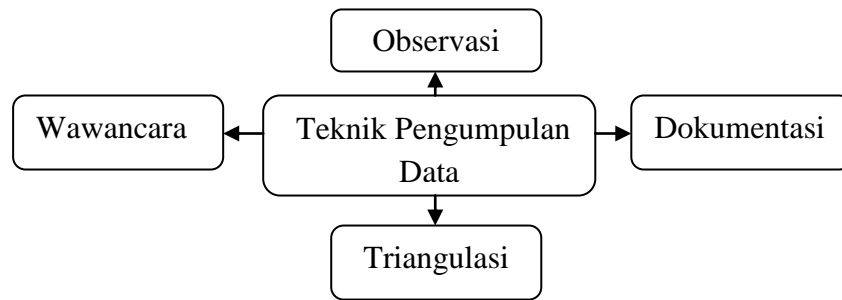 Observasi
Wawancara
Teknik Pengumpulan
Data
Dokumentasi
Triangulasi